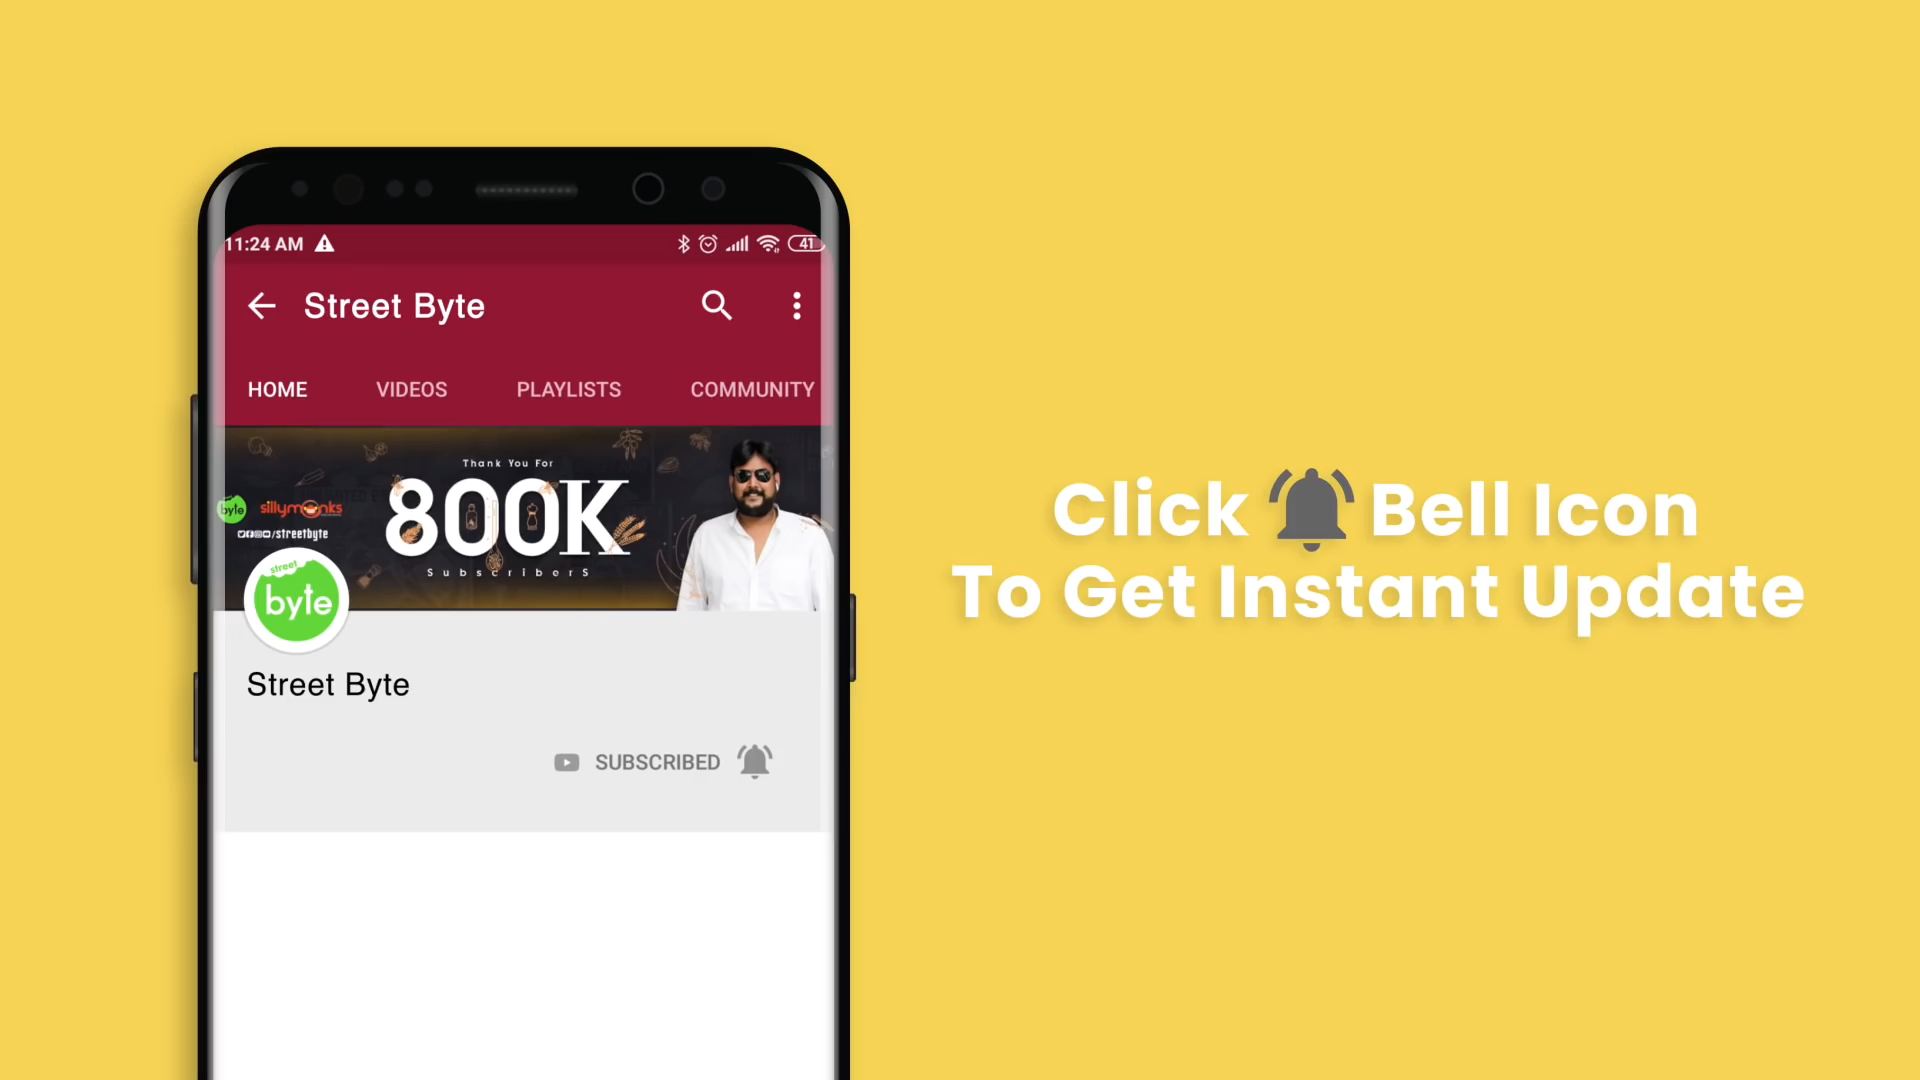 11:24 AM
41
Street Byte
HOME VIDEOS PLAYLISTS COMMUNITY
Thank You For
800K
SubscriberS
byte sillymonks
/streetbyte
street
byte
Street Byte
SUBSCRIBED
Click Bell Icon
To Get Instant Update